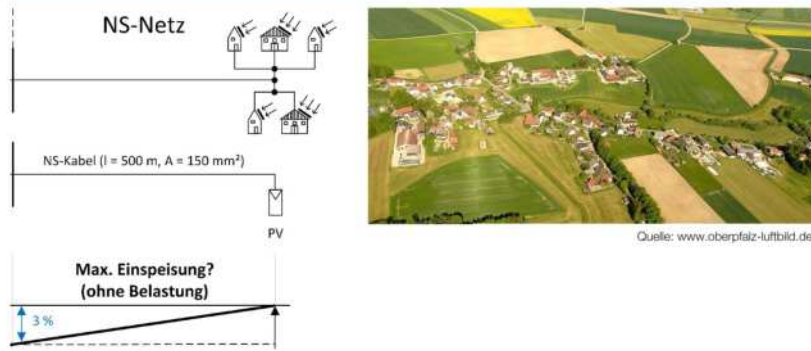 NS-Netz
NS-Kabel (l = 500 m, A = 150 mm²)
PV
Quelle: www.oberpfalz-luftbild.de
Max. Einspeisung?
(ohne Belastung)
3 %